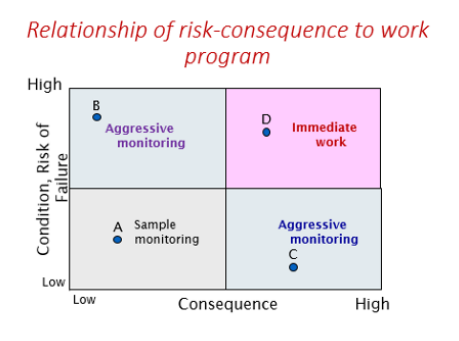 Relationship of risk-consequence to work
program
High
B
Aggressive
monitoring
D
Immediate
work
Condition, Risk of
Failure
A
Sample
monitoring
Aggressive
monitoring
C
Low
Low
Consequence
High